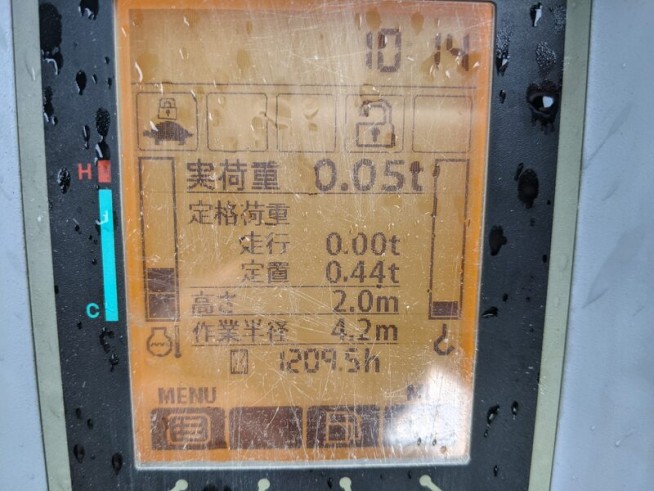 10 14
H
実荷重 0.05t
定格荷重
走行 0.00t
定置 0.44t
高さ 2.0m
C
作業半径 4.2m
1209.5h
MENU